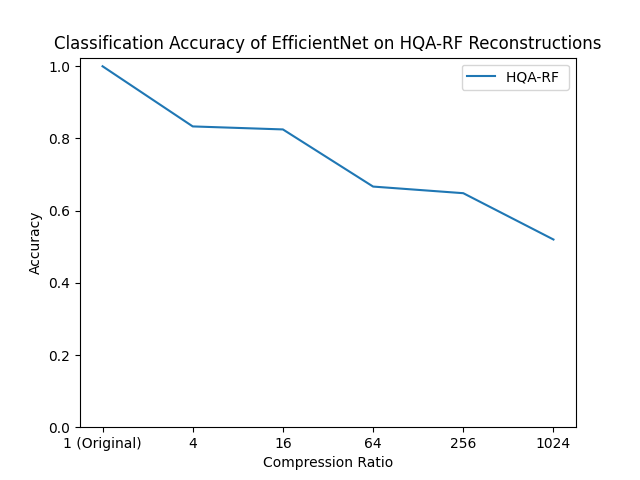 Classification Accuracy of EfficientNet on HQA-RF Reconstructions
HQA-RF
Accuracy
1.0
0.8
0.6
0.4
0.2
0.0
1 (Original) 4 16 64 256 1024
Compression Ratio